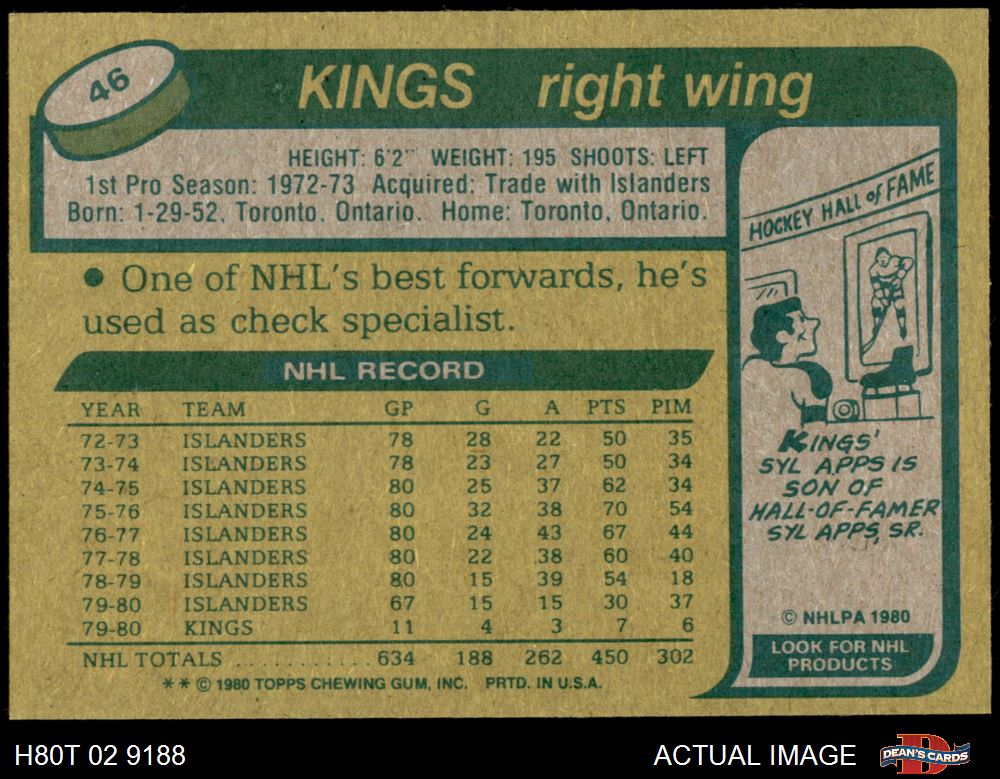 46
KINGS right wing
HEIGHT: 6'2" WEIGHT: 195 SHOOTS: LEFT
1st Pro Season: 1972-73 Acquired: Trade with Islanders
Born: 1-29-52, Toronto, Ontario. Home: Toronto, Ontario.
• One of NHL's best forwards, he's
used as check specialist.
NHL RECORD
YEAR TEAM GP G A PTS PIM
72-73 ISLANDERS 78 28 22 50 35
73-74 ISLANDERS 78 23 27 50 34
74-75 ISLANDERS 80 25 37 62 34
75-76 ISLANDERS 80 32 38 70 54
76-77 ISLANDERS 80 24 43 67 44
77-78 ISLANDERS 80 22 38 60 40
78-79 ISLANDERS 80 15 39 54 18
79-80 ISLANDERS 67 15 15 30 37
79-80 KINGS 11 4 3 7 6
NHL TOTALS ............ 634 188 262 450 302
** © 1980 TOPPS CHEWING GUM, INC. PRTD. IN U.S.A.
HOCKEY HALL of FAME
KINGS'
SYL APPS IS
SON OF
HALL-OF-FAMER
SYL APPS, SR.
© NHLPA 1980
LOOK FOR NHL
PRODUCTS
H80T 02 9188
ACTUAL IMAGE
DEAN'S CARDS